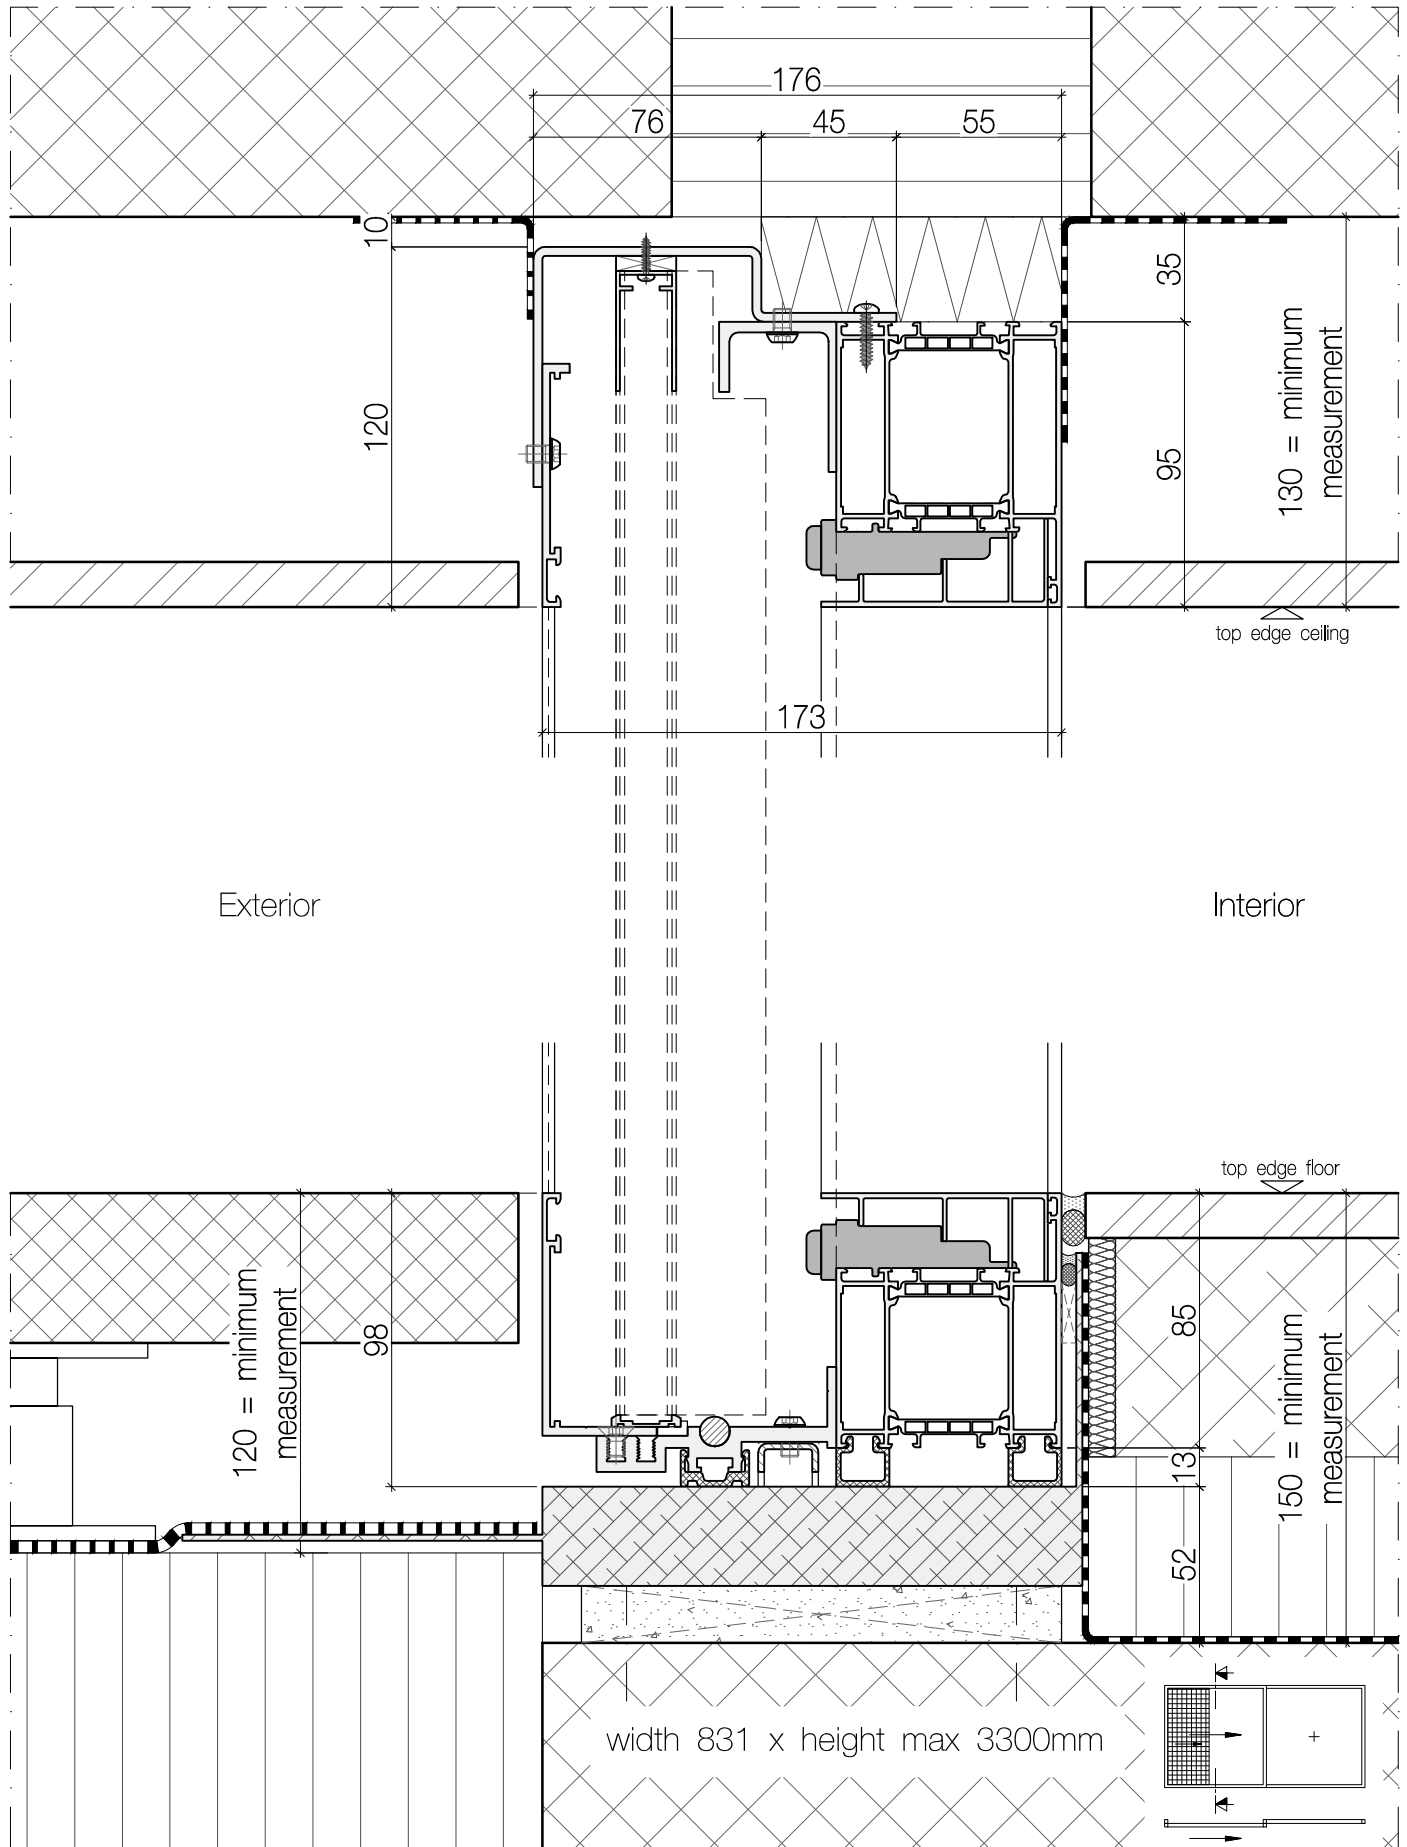 176
76
45
55
10
35
130 = minimum
measurement
120
95
top edge ceiling
173
Exterior
Interior
top edge floor
98
120 = minimum
measurement
85
150 = minimum
measurement
13
52
width 831 x height max 3300mm